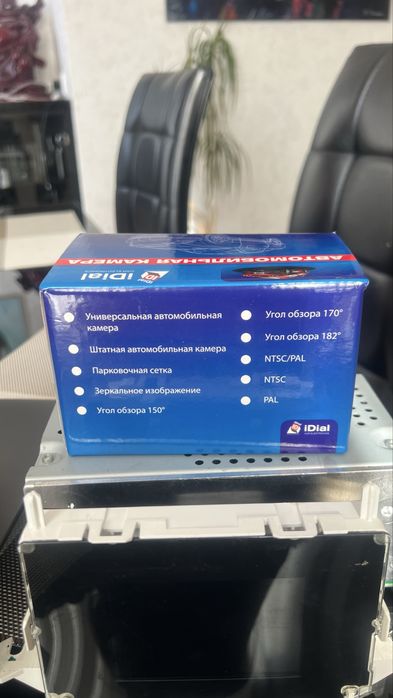 АВТОМОБИЛЬНАЯ КАМЕРА
iDial
Универсальная автомобильная
камера
Штатная автомобильная камера
Парковочная сетка
Зеркальное изображение
Угол обзора 150°
Угол обзора 170°
Угол обзора 182°
NTSC/PAL
NTSC
PAL
iDial